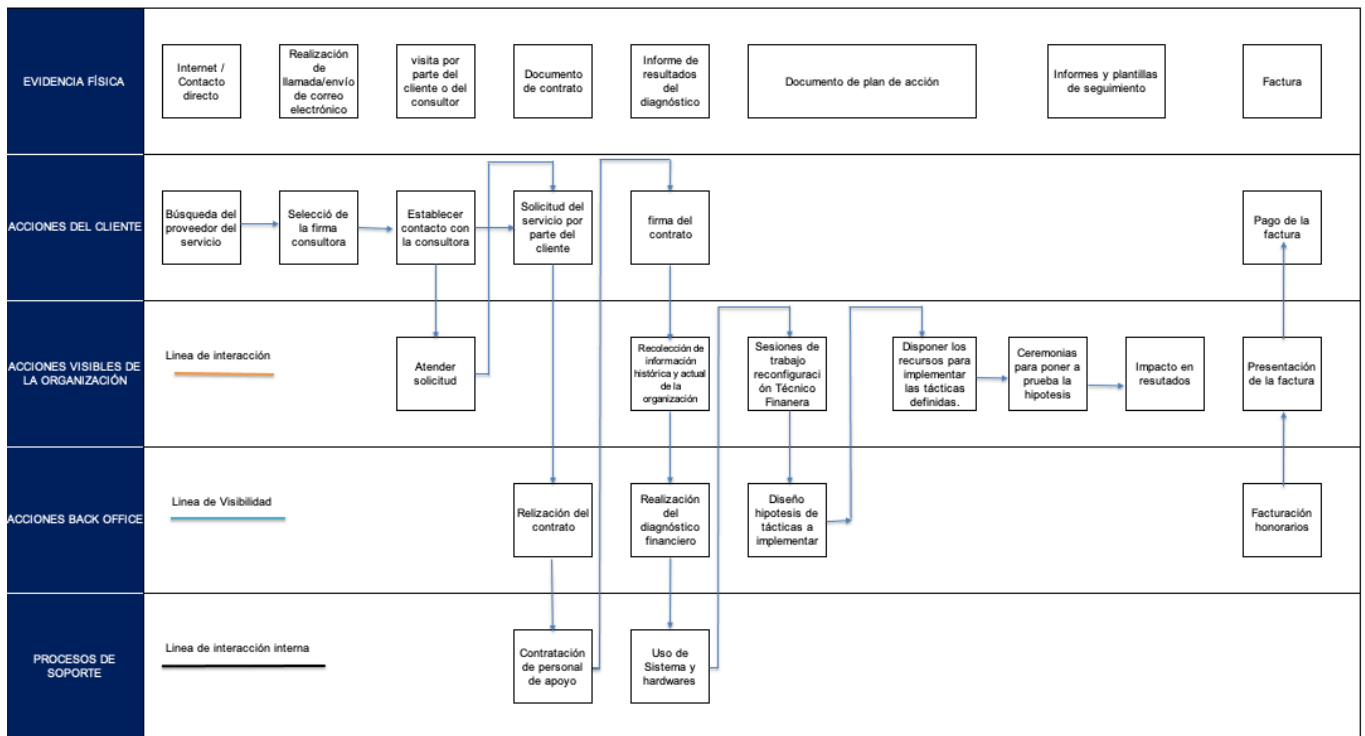 EVIDENCIA FÍSICA
Internet /
Contacto
directo
Realización
de
llamada/envío
de correo
electrónico
visita por
parte del
cliente o del
consultor
Documento
de contrato
Informe de
resultados
del
diagnóstico
Documento de plan de acción
Informes y plantillas
de seguimiento
Factura
ACCIONES DEL CLIENTE
Búsqueda del
proveedor del
servicio
Selecció de
la firma
consultora
Establecer
contacto con
la consultora
Solicitud del
servicio por
parte del
cliente
firma del
contrato
Pago de la
factura
ACCIONES VISIBLES DE
LA ORGANIZACIÓN
Linea de interacción
Atender
solicitud
Recolección de
información
histórica y actual
de la
organización
Sesiones de
trabajo
reconfiguraci
ón Técnico
Finanera
Disponer los
recursos para
implementar
las tácticas
definidas.
Ceremonias
para poner a
prueba la
hipotesis
Impacto en
resutados
Presentación
de la factura
ACCIONES BACK OFFICE
Linea de Visibilidad
Relización del
contrato
Realización
del
diagnóstico
financiero
Diseño
hipotesis de
tácticas a
implementar
Facturación
honorarios
PROCESOS DE
SOPORTE
Linea de interacción interna
Contratación
de personal
de apoyo
Uso de
Sistema y
hardwares